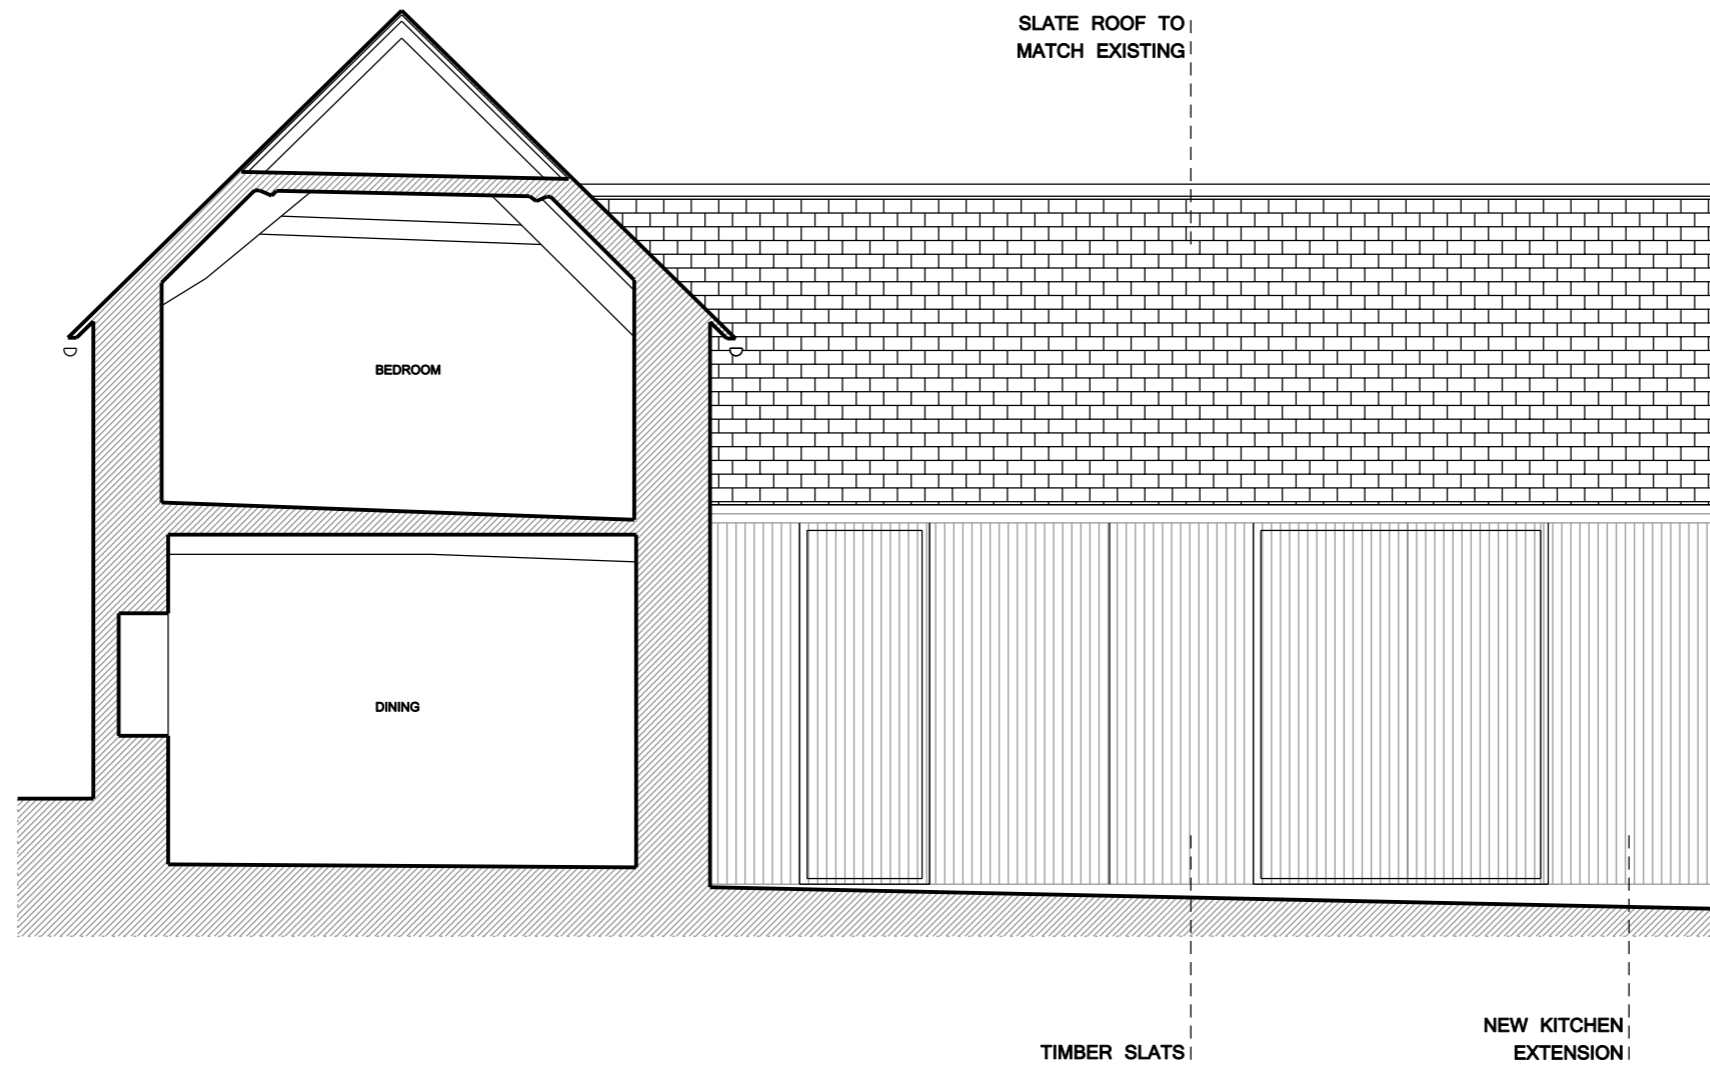 SLATE ROOF TO
MATCH EXISTING
BEDROOM
DINING
TIMBER SLATS
NEW KITCHEN
EXTENSION